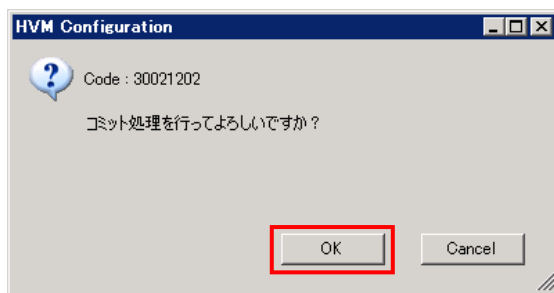 HVM Configuration
Code : 30021202
コミット処理を行ってよろしいですか？
OK
Cancel